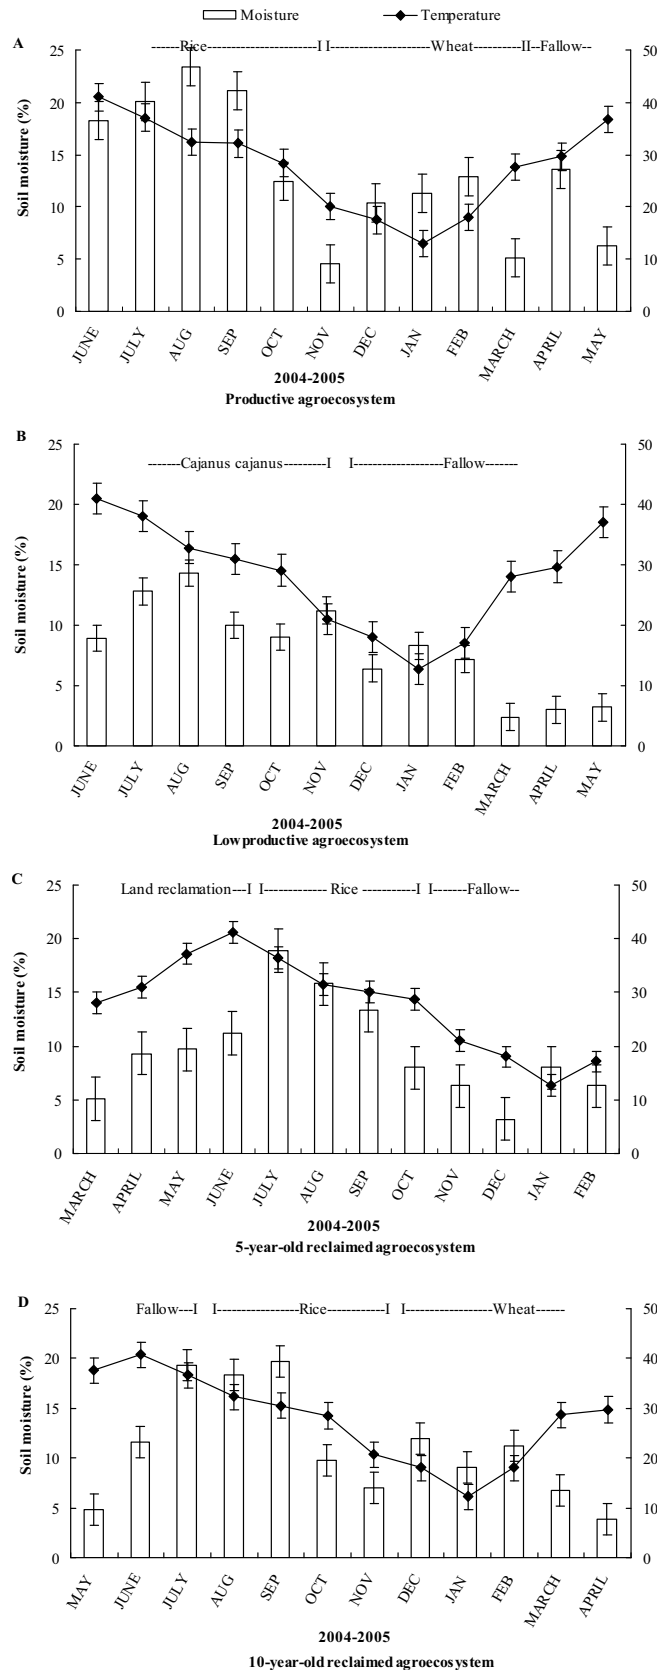 Moisture Temperature
A
------Rice------------------------I I---------------------Wheat---------------II--Fallow--
25 50
20 40
15 30
10 20
5 10
0 0
Soil moisture (%)
JUNE JULY AUG SEP OCT NOV DEC JAN FEB MARCH APRIL MAY
2004-2005
Productive agroecosystem
B
-------Cajanus cajanus---------I I-------------------Fallow-------
25 50
20 40
15 30
10 20
5 10
0 0
Soil moisture (%)
JUNE JULY AUG SEP OCT NOV DEC JAN FEB MARCH APRIL MAY
2004-2005
Low productive agroecosystem
C
Land reclamation---I I------------- Rice -----------I I-------Fallow--
25 50
20 40
15 30
10 20
5 10
0 0
Soil moisture (%)
MARCH APRIL MAY JUNE JULY AUG SEP OCT NOV DEC JAN FEB
2004-2005
5-year-old reclaimed agroecosystem
D
Fallow---I I------------------Rice------------I I-------------------Wheat------
25 50
20 40
15 30
10 20
5 10
0 0
Soil moisture (%)
MAY JUNE JULY AUG SEP OCT NOV DEC JAN FEB MARCH APRIL
2004-2005
10-year-old reclaimed agroecosystem